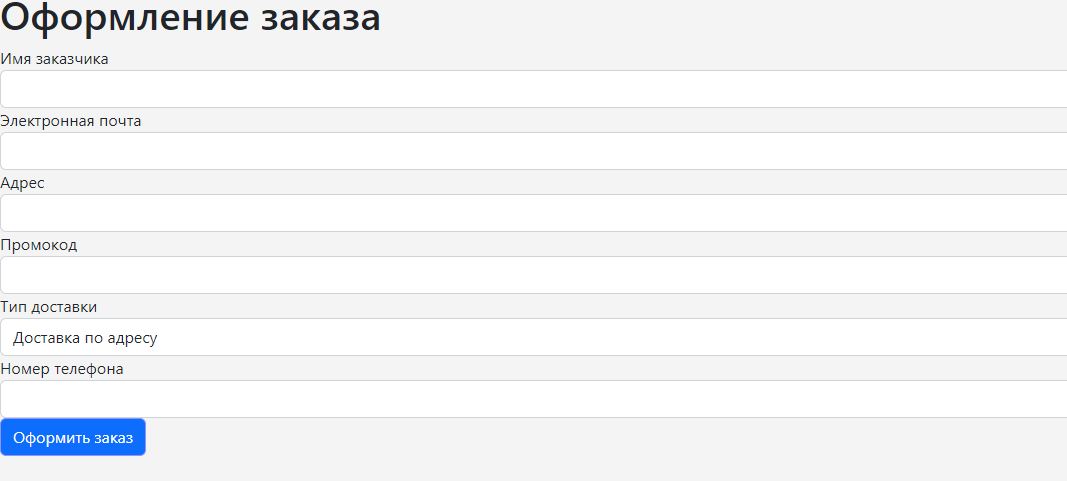 Оформление заказа
Имя заказчика
Электронная почта
Адрес
Промокод
Тип доставки
Доставка по адресу
Номер телефона
Оформить заказ